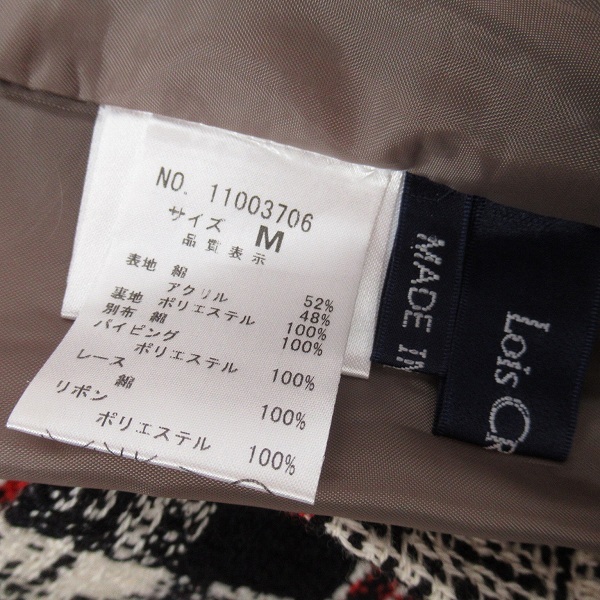 NO. 11003706
サイズ M
品質表示
表地 綿 52%
アクリル 48%
裏地 ポリエステル 100%
別布 綿 100%
パイピング
ポリエステル 100%
レース
綿 100%
リボン
ポリエステル 100%
MADE IN
Lois CR